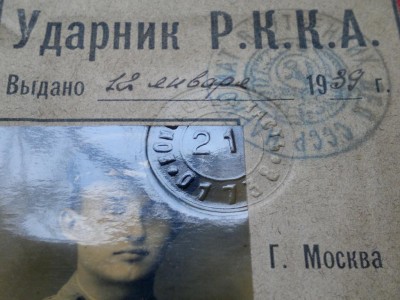 Ударник Р.К.К.А.
Выдано 12 января 1939 г.
21
Г. Москва